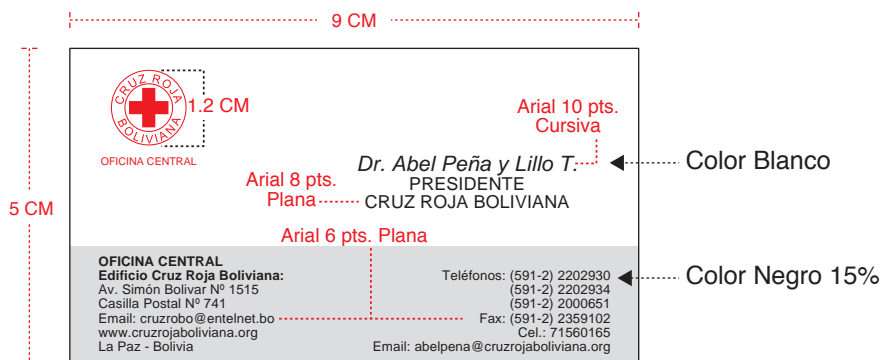 9 CM
CRUZ ROJA
BOLIVIANA
1.2 CM
OFICINA CENTRAL
Arial 10 pts.
Cursiva
Dr. Abel Peña y Lillo T.
Color Blanco
PRESIDENTE
Arial 8 pts.
Plana
CRUZ ROJA BOLIVIANA
5 CM
Arial 6 pts. Plana
OFICINA CENTRAL
Edificio Cruz Roja Boliviana:
Av. Simón Bolivar Nº 1515
Casilla Postal Nº 741
Email: cruzrobo@entelnet.bo
www.cruzrojaboliviana.org
La Paz - Bolivia
Teléfonos: (591-2) 2202930
(591-2) 2202934
(591-2) 2000651
Fax: (591-2) 2359102
Cel.: 71560165
Email: abelpena@cruzrojaboliviana.org
Color Negro 15%